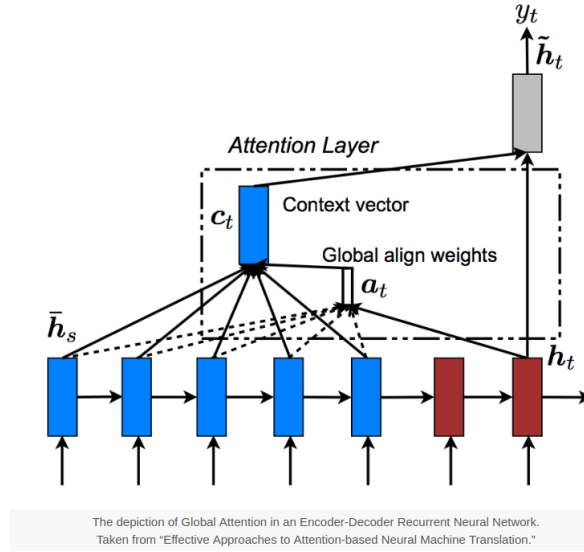 y_t
h̃_t
Attention Layer
c_t
Context vector
Global align weights
a_t
h̄_s
h_t
The depiction of Global Attention in an Encoder-Decoder Recurrent Neural Network.
Taken from “Effective Approaches to Attention-based Neural Machine Translation.”